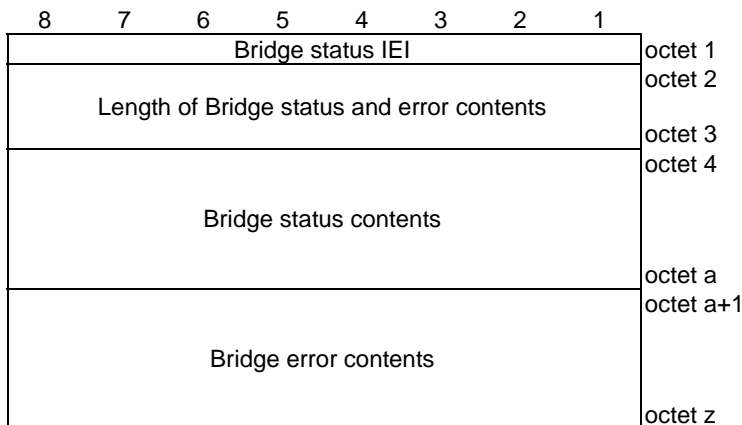 8 7 6 5 4 3 2 1
Bridge status IEI octet 1
octet 2
Length of Bridge status and error contents
octet 3
octet 4
Bridge status contents
octet a
octet a+1
Bridge error contents
octet z